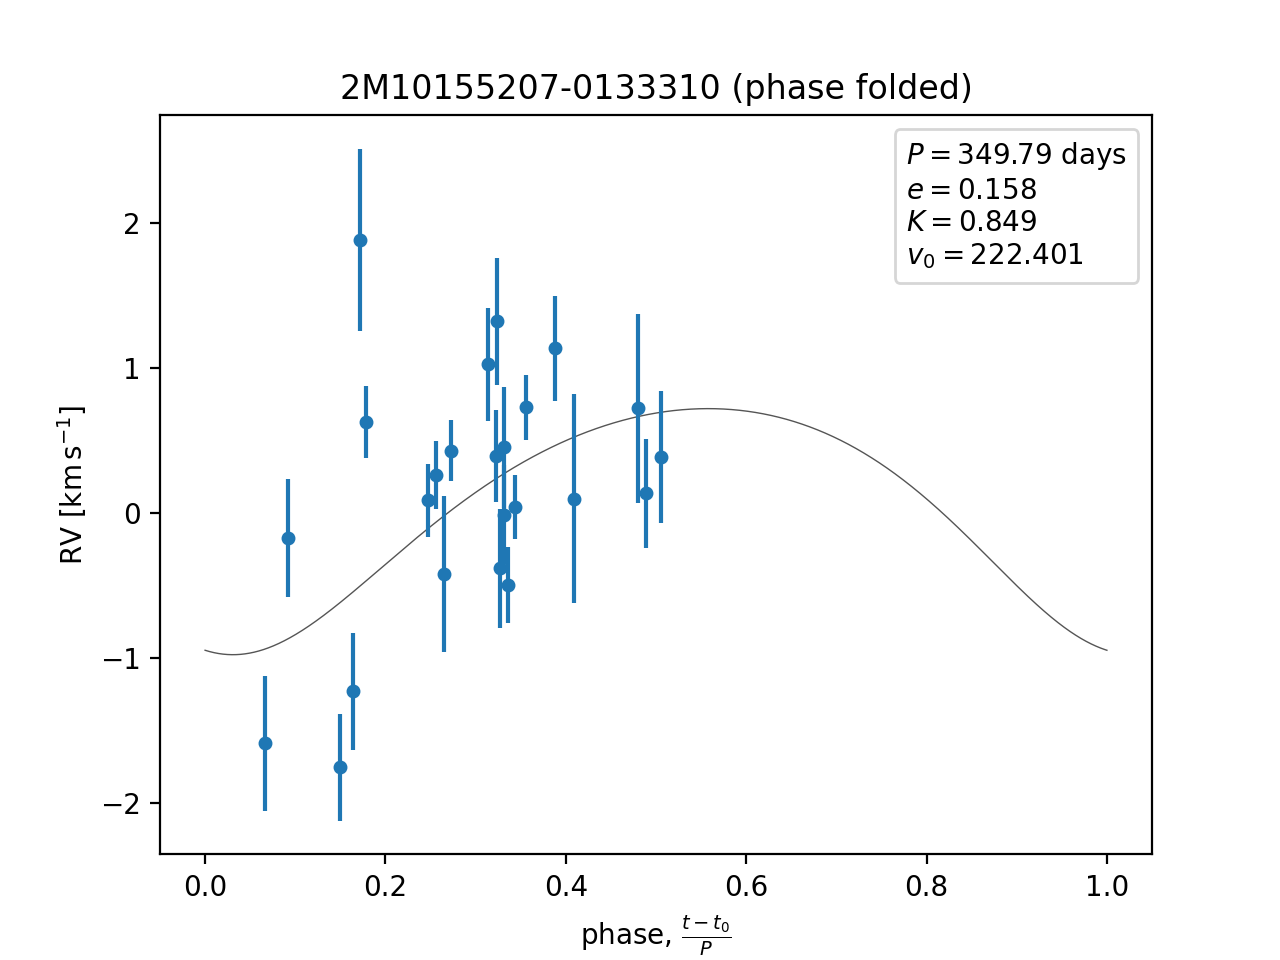 2M10155207-0133310 (phase folded)
P = 349.79 days
e = 0.158
K = 0.849
v₀ = 222.401
RV [km s⁻¹]
2
1
0
−1
−2
0.0 0.2 0.4 0.6 0.8 1.0
phase, (t − t₀)/P